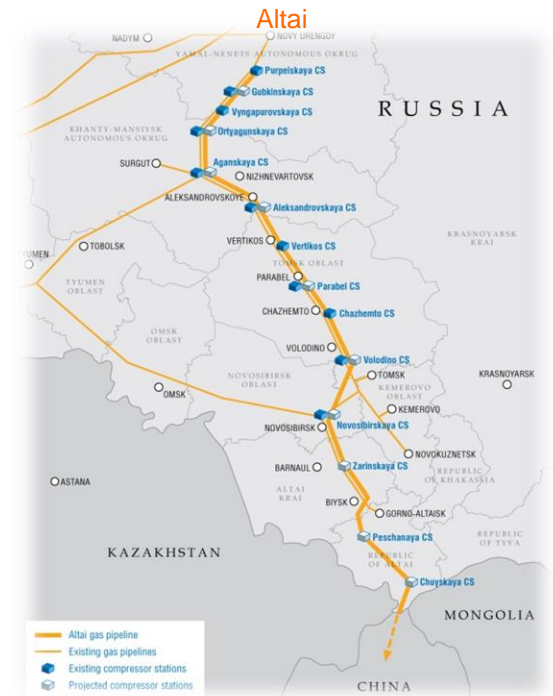 Altai
NADYM
NOVY URENGOY
YAMAL-NENETS AUTONOMOUS OKRUG
Purpeiskaya CS
Gubkinskaya CS
Vyngapurovskaya CS
RUSSIA
KHANTY-MANSIYSK
AUTONOMOUS OKRUG
Ortyagunskaya CS
SURGUT
Aganskaya CS
NIZHNEVARTOVSK
ALEKSANDROVSKOYE
Aleksandrovskaya CS
KRASNOYARSK
KRAI
VERTIKOS
Vertikos CS
TOBOLSK
TOMSK OBLAST
YUMEN
TYUMEN
OBLAST
PARABEL
Parabel CS
CHAZHEMTO
Chazhemto CS
OMSK
OBLAST
VOLODINO
Volodino CS
NOVOSIBIRSK
OBLAST
TOMSK
KEMEROVO
OBLAST
KRASNOYARSK
OMSK
KEMEROVO
NOVOSIBIRSK
Novosibirskaya CS
NOVOKUZNETSK
BARNAUL
Zarinskaya CS
REPUBLIC
OF KHAKASSIA
ASTANA
ALTAI
KRAI
BIYSK
GORNO-ALTAISK
Peschanaya CS
REPUBLIC
OF TYVA
KAZAKHSTAN
REPUBLIC
OF ALTAI
Chuyskaya CS
MONGOLIA
Altai gas pipeline
Existing gas pipelines
Existing compressor stations
Projected compressor stations
CHINA